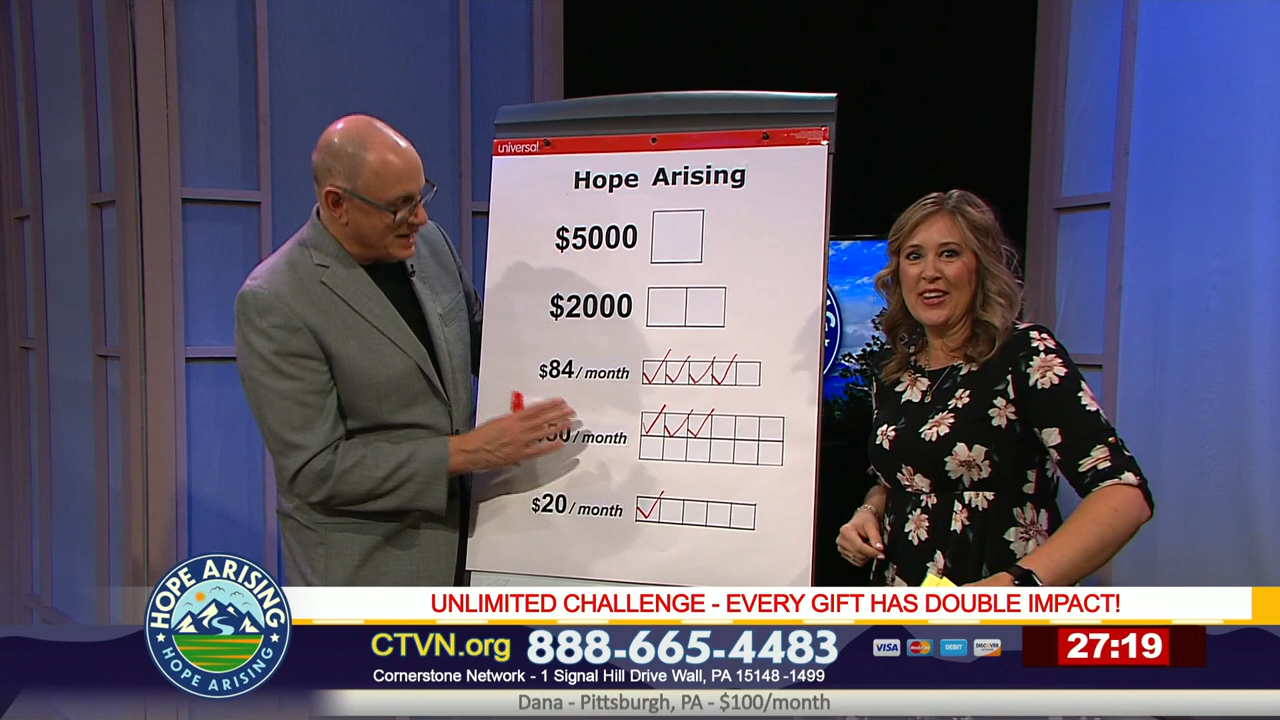 universal
Hope Arising
$5000
$2000
$84/month
/month
$20/month
HOPE ARISING
HOPE ARISING
UNLIMITED CHALLENGE - EVERY GIFT HAS DOUBLE IMPACT!
CTVN.org 888-665-4483
VISA MasterCard DEBIT DISCOVER
27:19
Cornerstone Network - 1 Signal Hill Drive Wall, PA 15148-1499
Dana - Pittsburgh, PA - $100/month